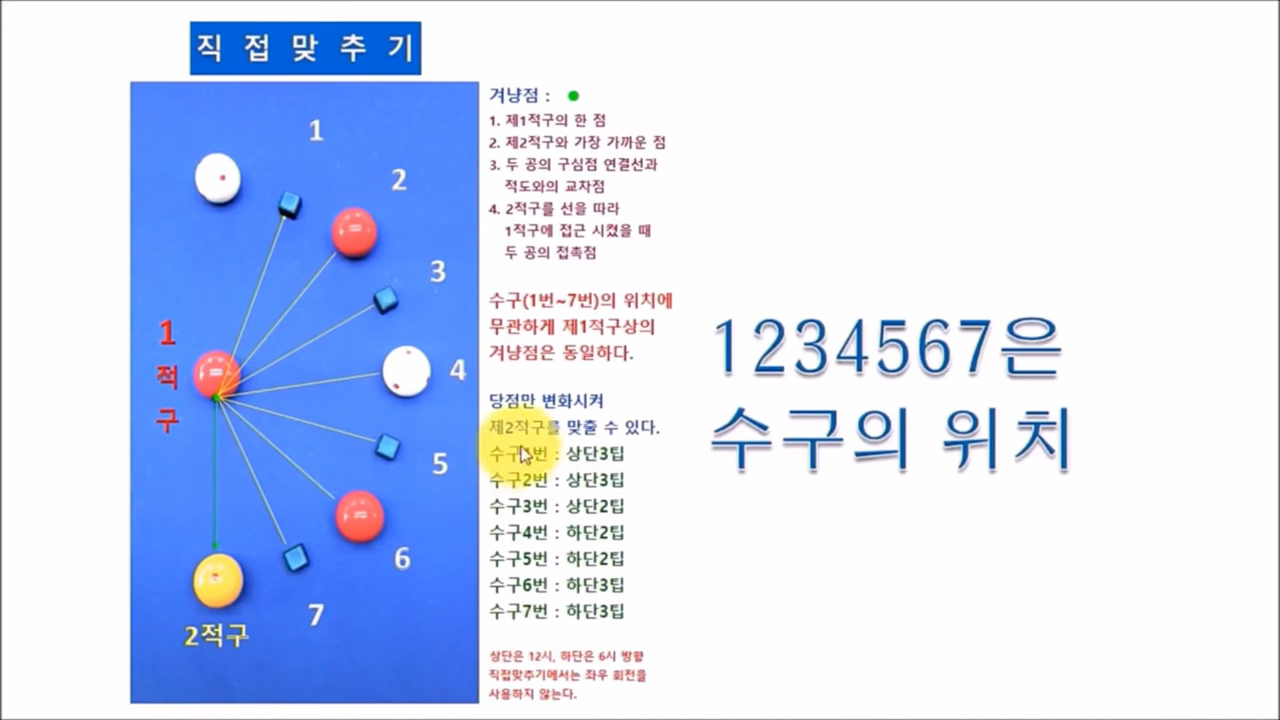 직접맞추기
1
2
3
4
5
6
7
1
적
구
2적구
겨냥점 :
1. 제1적구의 한 점
2. 제2적구와 가장 가까운 점
3. 두 공의 구심점 연결선과
적도와의 교차점
4. 2적구를 선을 따라
1적구에 접근 시켰을 때
두 공의 접촉점
수구(1번~7번)의 위치에
무관하게 제1적구상의
겨냥점은 동일하다.
당점만 변화시켜
제2적구를 맞출 수 있다.
수구1번 : 상단3팁
수구2번 : 상단3팁
수구3번 : 상단2팁
수구4번 : 하단2팁
수구5번 : 하단2팁
수구6번 : 하단3팁
수구7번 : 하단3팁
상단은 12시, 하단은 6시 방향
직접맞추기에서는 좌우 회전을
사용하지 않는다.
1234567은
수구의 위치